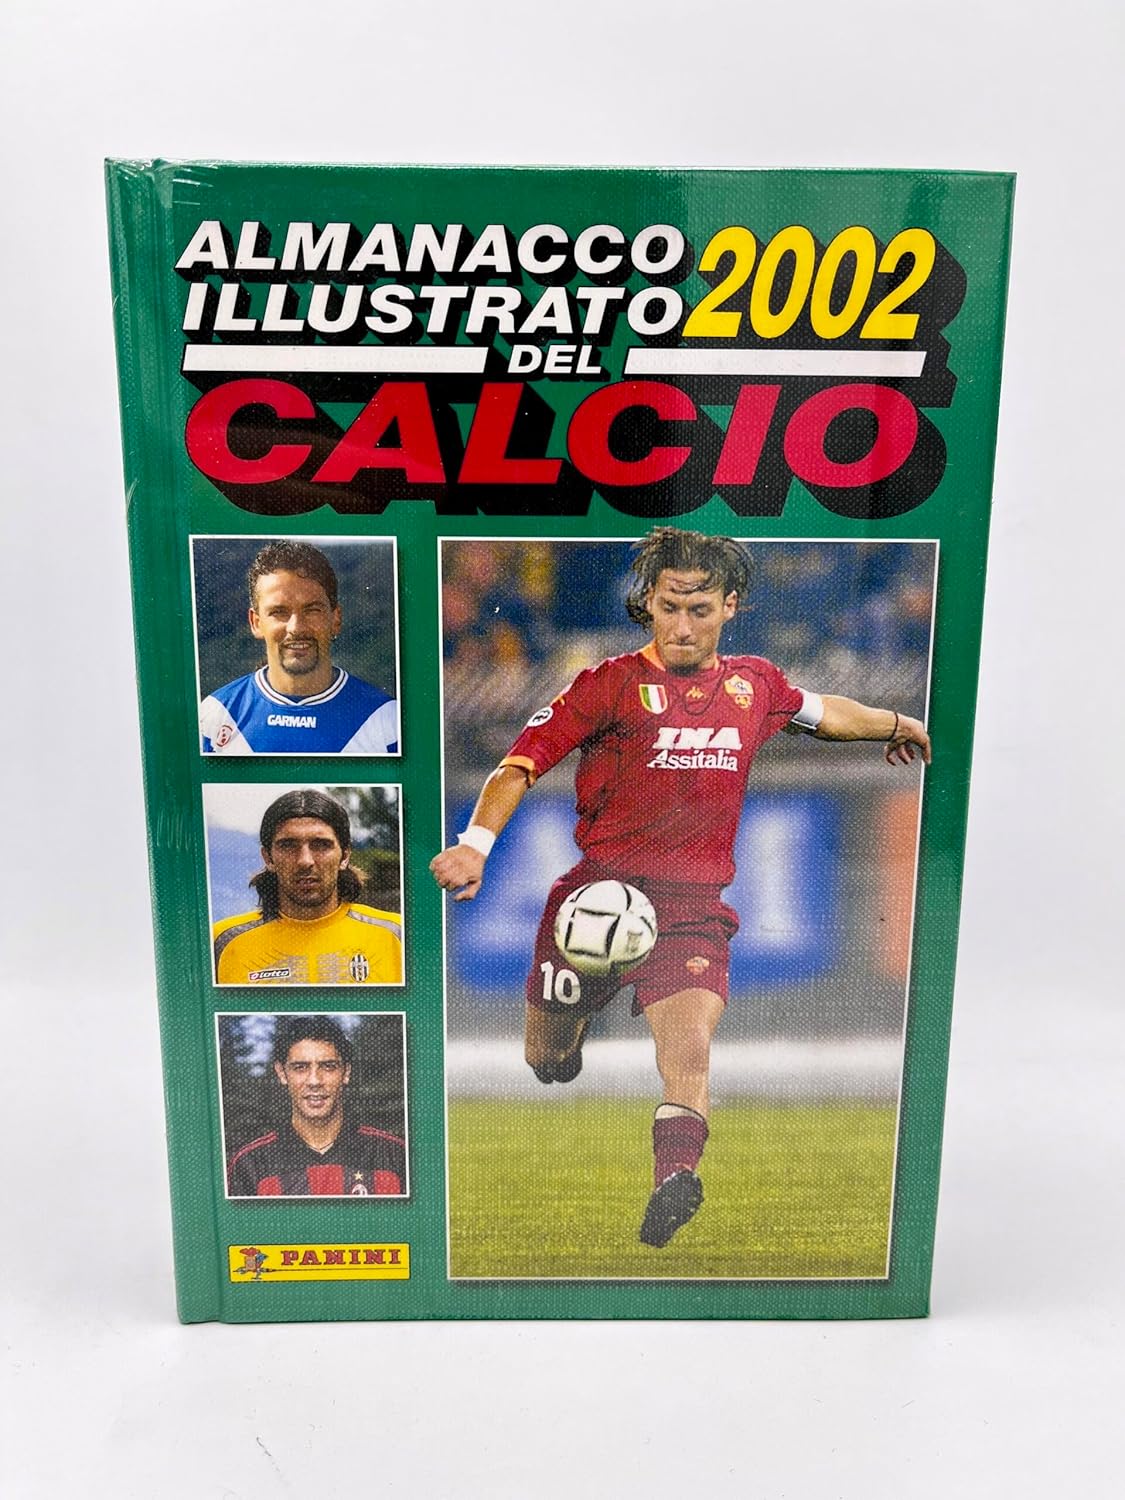 ALMANACCO
ILLUSTRATO 2002
DEL
CALCIO
GARMAN
lotto
INA
Assitalia
10
PANINI